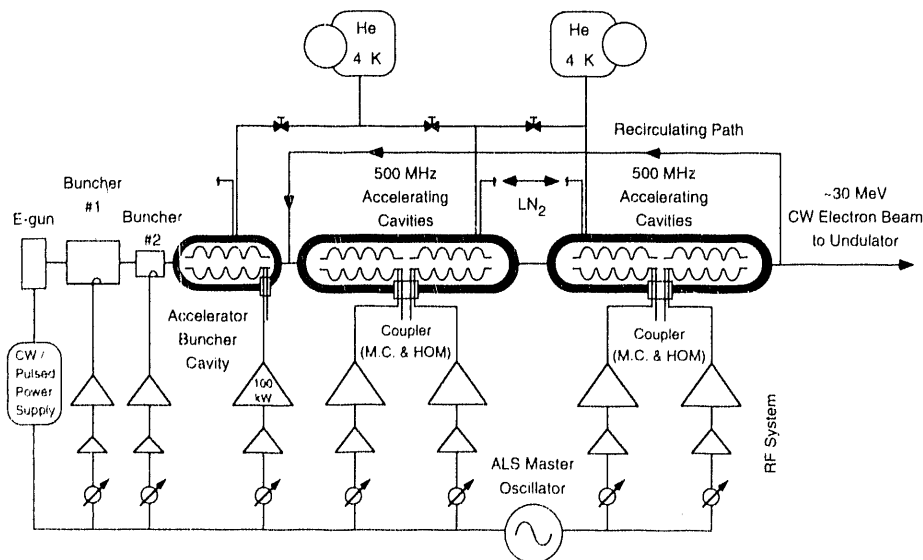 He
4 K
He
4 K
Recirculating Path
Buncher
#1
Buncher
#2
E-gun
500 MHz
Accelerating
Cavities
LN2
500 MHz
Accelerating
Cavities
~30 MeV
CW Electron Beam
to Undulator
Accelerator
Buncher
Cavity
Coupler
(M.C. & HOM)
Coupler
(M.C. & HOM)
CW /
Pulsed
Power
Supply
100
kW
RF System
ALS Master
Oscillator